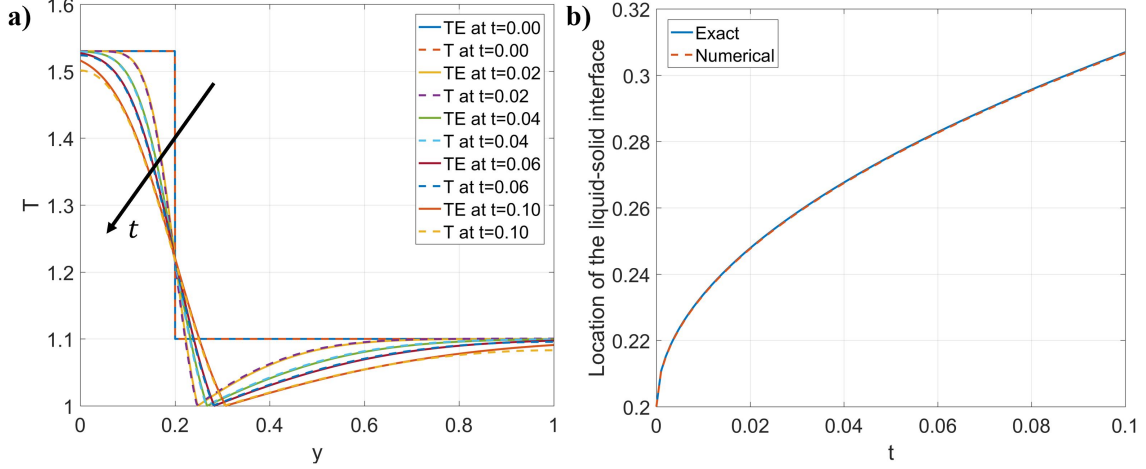 a)
1.6
1.5
1.4
1.3
1.2
1.1
1
T
0
0.2
0.4
0.6
0.8
1
y
t
TE at t=0.00
T at t=0.00
TE at t=0.02
T at t=0.02
TE at t=0.04
T at t=0.04
TE at t=0.06
T at t=0.06
TE at t=0.10
T at t=0.10
b)
0.32
0.3
0.28
0.26
0.24
0.22
0.2
Location of the liquid-solid interface
0
0.02
0.04
0.06
0.08
0.1
t
Exact
Numerical